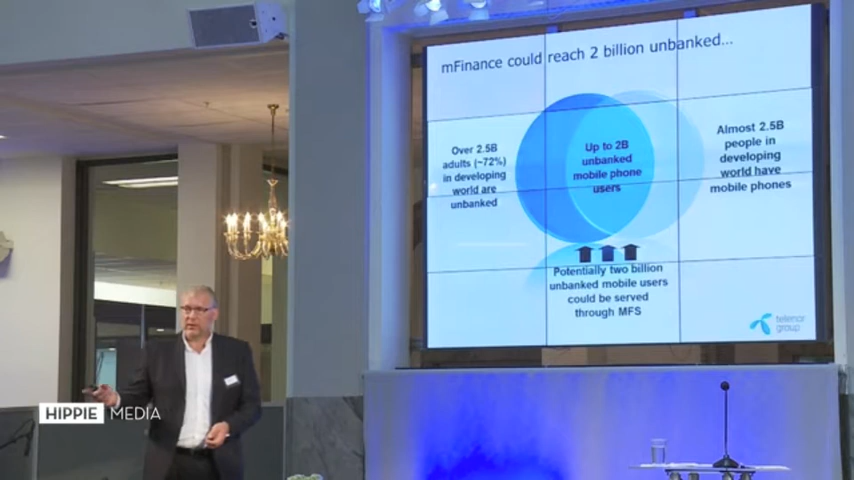 mFinance could reach 2 billion unbanked...
Over 2.5B
adults (~72%)
in developing
world are
unbanked
Up to 2B
unbanked
mobile phone
users
Almost 2.5B
people in
developing
world have
mobile phones
Potentially two billion
unbanked mobile users
could be served
through MFS
telenor
group
HIPPIE MEDIA